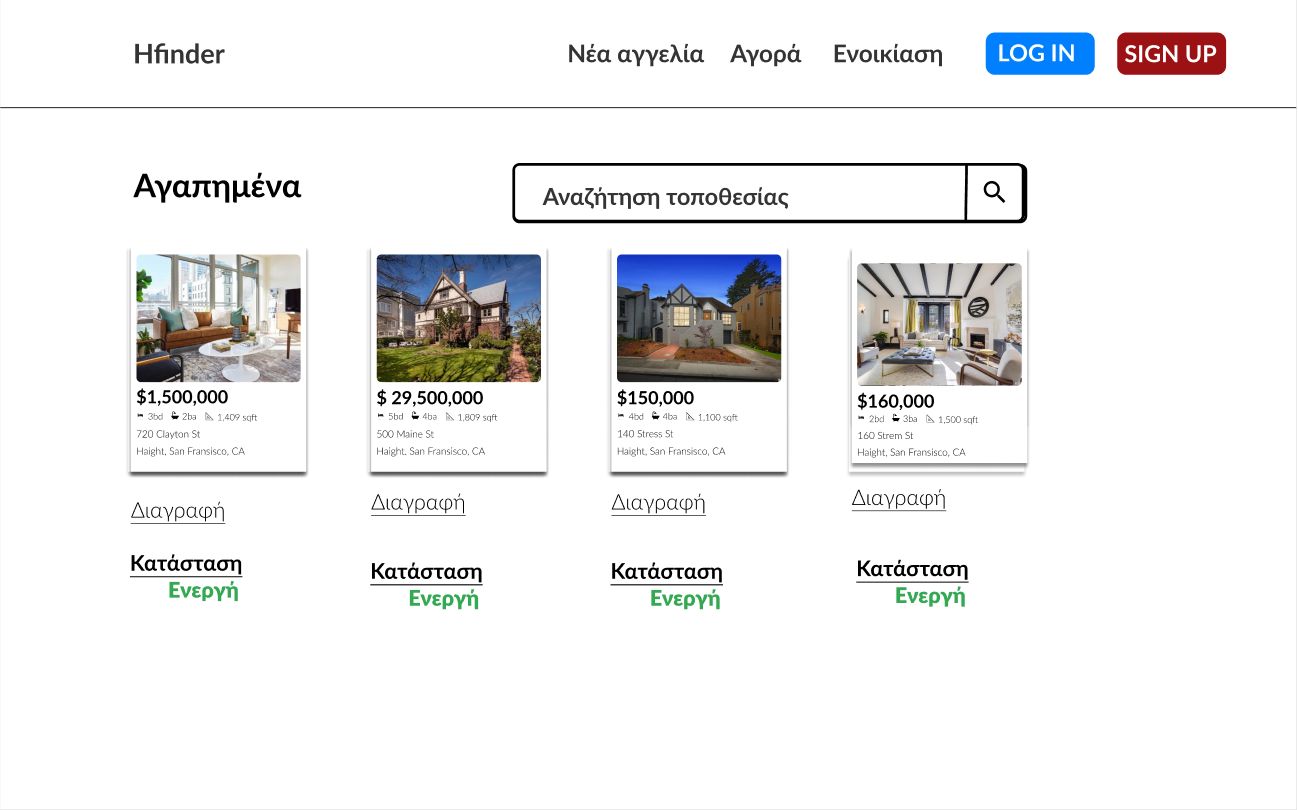 Hfinder
Νέα αγγελία
Αγορά
Ενοικίαση
LOG IN
SIGN UP
Αγαπημένα
Αναζήτηση τοποθεσίας
$1,500,000
3bd 2ba 1,409 sqft
720 Clayton St
Haight, San Fransisco, CA
Διαγραφή
Κατάσταση
Ενεργή
$ 29,500,000
5bd 4ba 1,809 sqft
500 Maine St
Haight, San Fransisco, CA
Διαγραφή
Κατάσταση
Ενεργή
$150,000
4bd 4ba 1,100 sqft
140 Stress St
Haight, San Fransisco, CA
Διαγραφή
Κατάσταση
Ενεργή
$160,000
2bd 3ba 1,500 sqft
160 Strem St
Haight, San Fransisco, CA
Διαγραφή
Κατάσταση
Ενεργή